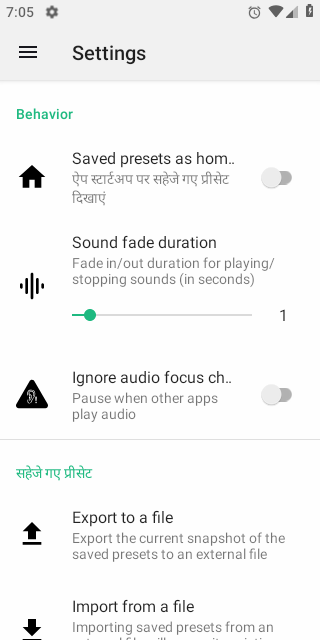 7:05
Settings
Behavior
Saved presets as hom..
ऐप स्टार्टअप पर सहेजे गए प्रीसेट
दिखाएं
Sound fade duration
Fade in/out duration for playing/
stopping sounds (in seconds)
1
Ignore audio focus ch..
Pause when other apps
play audio
सहेजे गए प्रीसेट
Export to a file
Export the current snapshot of the
saved presets to an external file
Import from a file
Importing saved presets from an